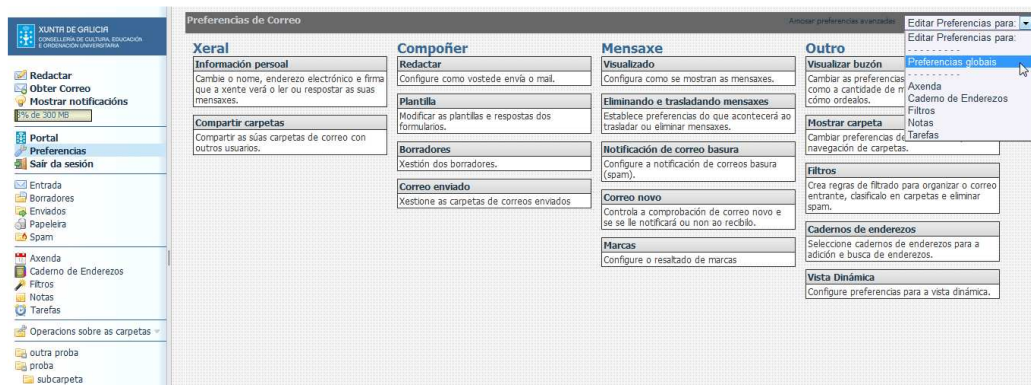 XUNTA DE GALICIA
CONSELLERÍA DE CULTURA, EDUCACIÓN
E ORDENACIÓN UNIVERSITARIA
Redactar
Obter Correo
Mostrar notificacións
8% de 300 MB
Portal
Preferencias
Saír da sesión
Entrada
Borradores
Enviados
Papeleira
Spam
Axenda
Caderno de Enderezos
Filtros
Notas
Tarefas
Operacions sobre as carpetas
outra proba
proba
subcarpeta
Preferencias de Correo
Amosar preferencias avanzadas
Editar Preferencias para:
Editar Preferencias para:
- - - - - - - - -
Preferencias globais
- - - - - - - - -
Axenda
Caderno de Enderezos
Filtros
Notas
Tarefas
Xeral
Información persoal
Cambie o nome, enderezo electrónico e firma
que a xente verá o ler ou respostar as suas
mensaxes.
Compartir carpetas
Compartir as súas carpetas de correo con
outros usuarios.
Compoñer
Redactar
Configure como vostede envía o mail.
Plantilla
Modificar as plantillas e respostas dos
formularios.
Borradores
Xestión dos borradores.
Correo enviado
Xestione as carpetas de correos enviados
Mensaxe
Visualizado
Configura como se mostran as mensaxes.
Eliminando e trasladando mensaxes
Establece preferencias do que acontecerá ao
trasladar ou eliminar mensaxes.
Notificación de correo basura
Configure a notificación de correos basura
(spam).
Correo novo
Controla a comprobación de correo novo e
se se lle notificará ou non ao recibilo.
Marcas
Configure o resaltado de marcas
Outro
Visualizar buzón
Cambiar as preferencias
como a cantidade de m
cómo ordealos.
Mostrar carpeta
Cambiar preferencias de
navegación de carpetas.
Filtros
Crea regras de filtrado para organizar o correo
entrante, clasificalo en carpetas e eliminar
spam.
Cadernos de enderezos
Seleccione cadernos de enderezos para a
adición e busca de enderezos.
Vista Dinámica
Configure preferencias para a vista dinámica.